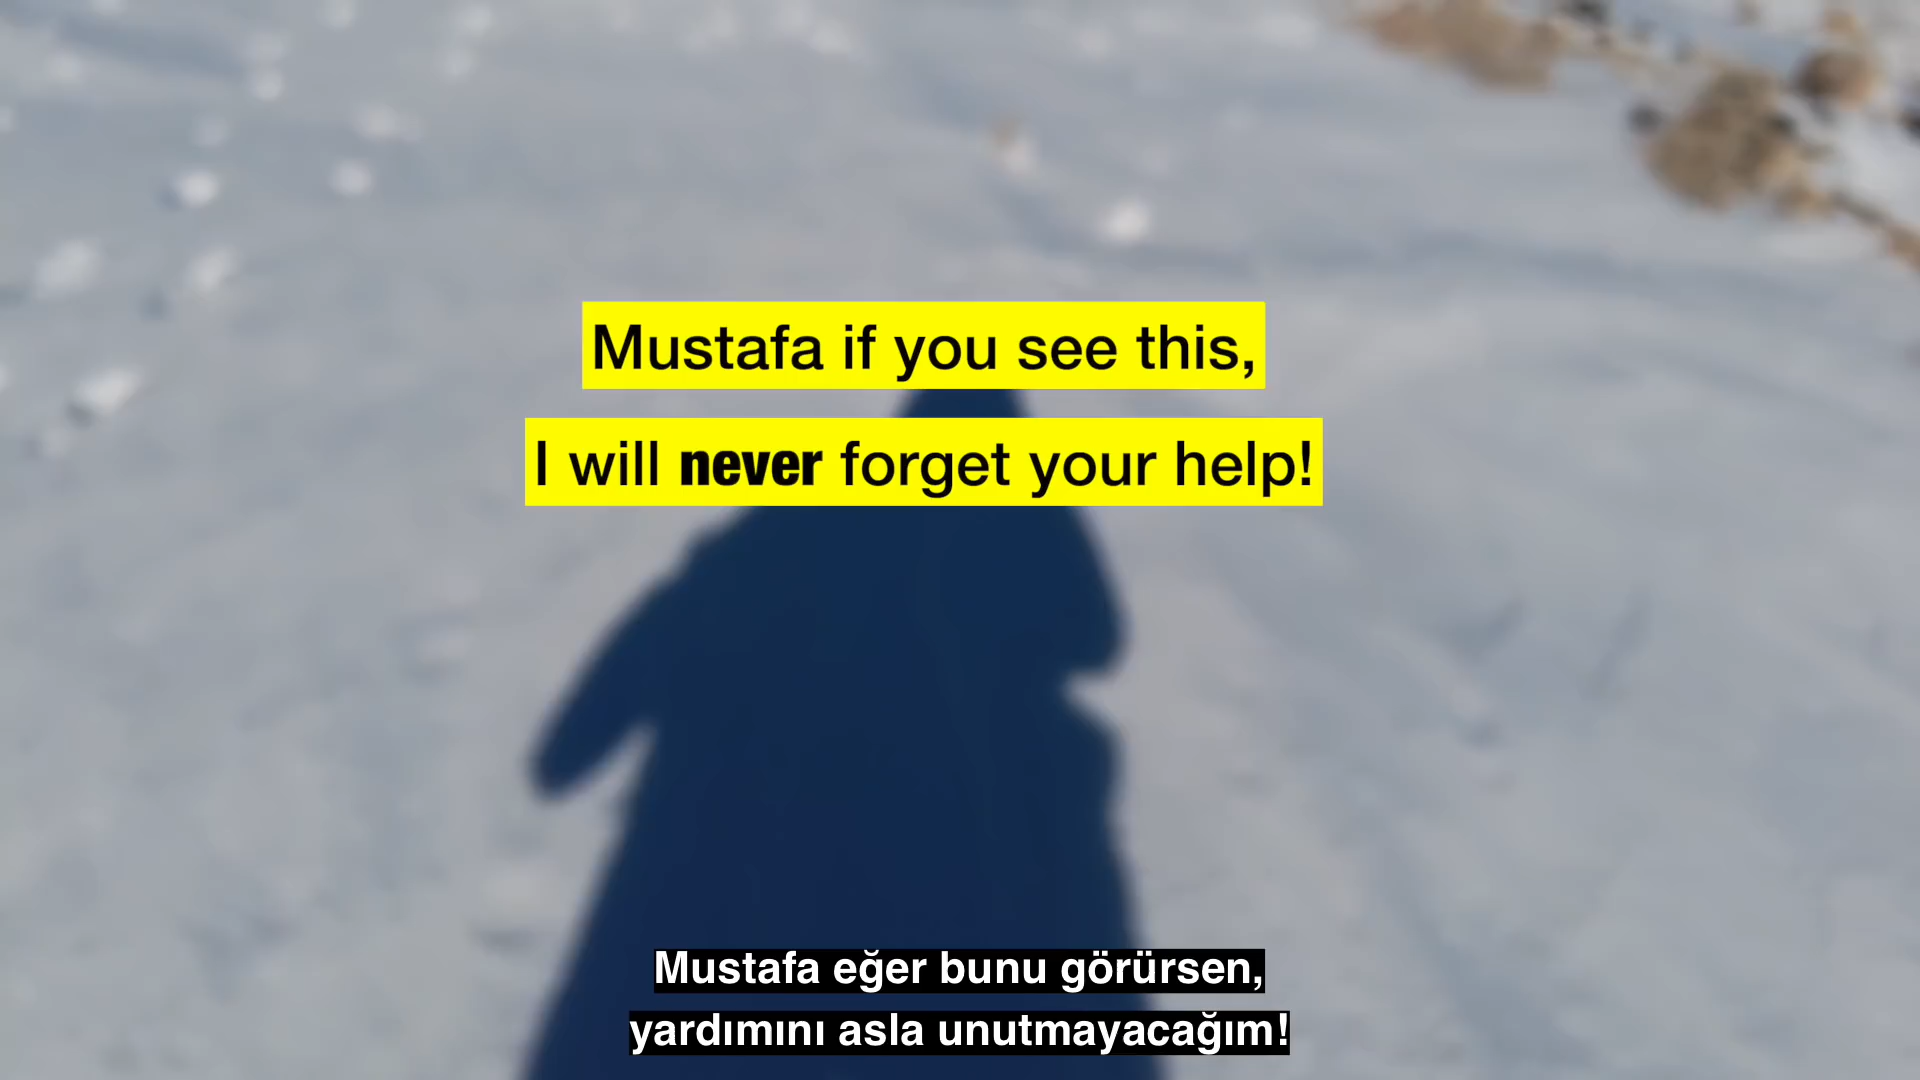 Mustafa if you see this,
I will never forget your help!
Mustafa eğer bunu görürsen,
yardımını asla unutmayacağım!